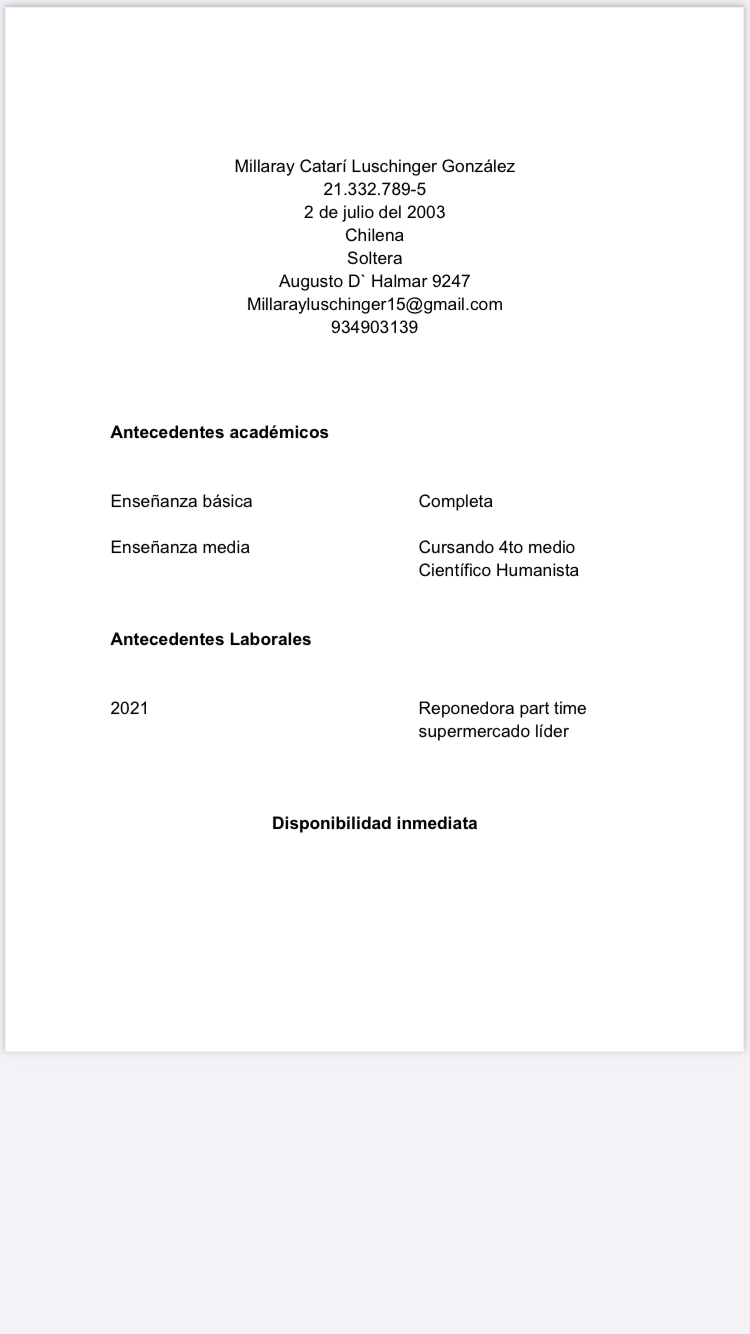 Millaray Catarí Luschinger González
21.332.789-5
2 de julio del 2003
Chilena
Soltera
Augusto D` Halmar 9247
Millarayluschinger15@gmail.com
934903139
Antecedentes académicos
Enseñanza básica Completa
Enseñanza media Cursando 4to medio
Científico Humanista
Antecedentes Laborales
2021 Reponedora part time
supermercado líder
Disponibilidad inmediata